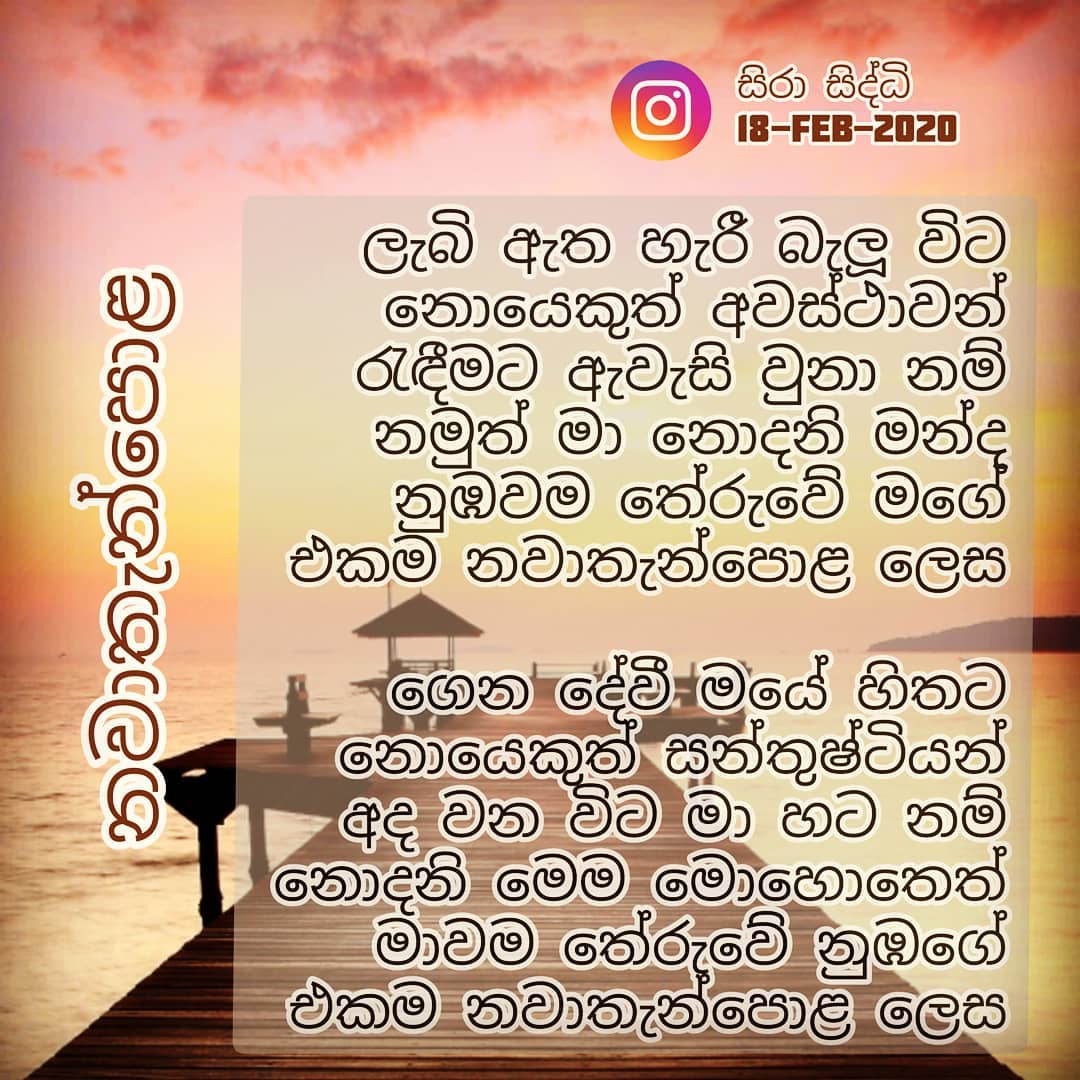 සිරා සිද්ධි
18-FEB-2020
නවාතැන්පොළ
ලැබි ඇත හැරී බැලූ විට
නොයෙකුත් අවස්ථාවන්
රැඳීමට ඇවැසි වුනා නම්
නමුත් මා නොදනි මන්ද
නුඹවම තේරුවේ මගේ
එකම නවාතැන්පොළ ලෙස
ගෙන දේවී මයේ හිතට
නොයෙකුත් සන්තුෂ්ටියන්
අද වන විට මා හට නම්
නොදනි මෙම මොහොතෙත්
මාවම තේරුවේ නුඹගේ
එකම නවාතැන්පොළ ලෙස